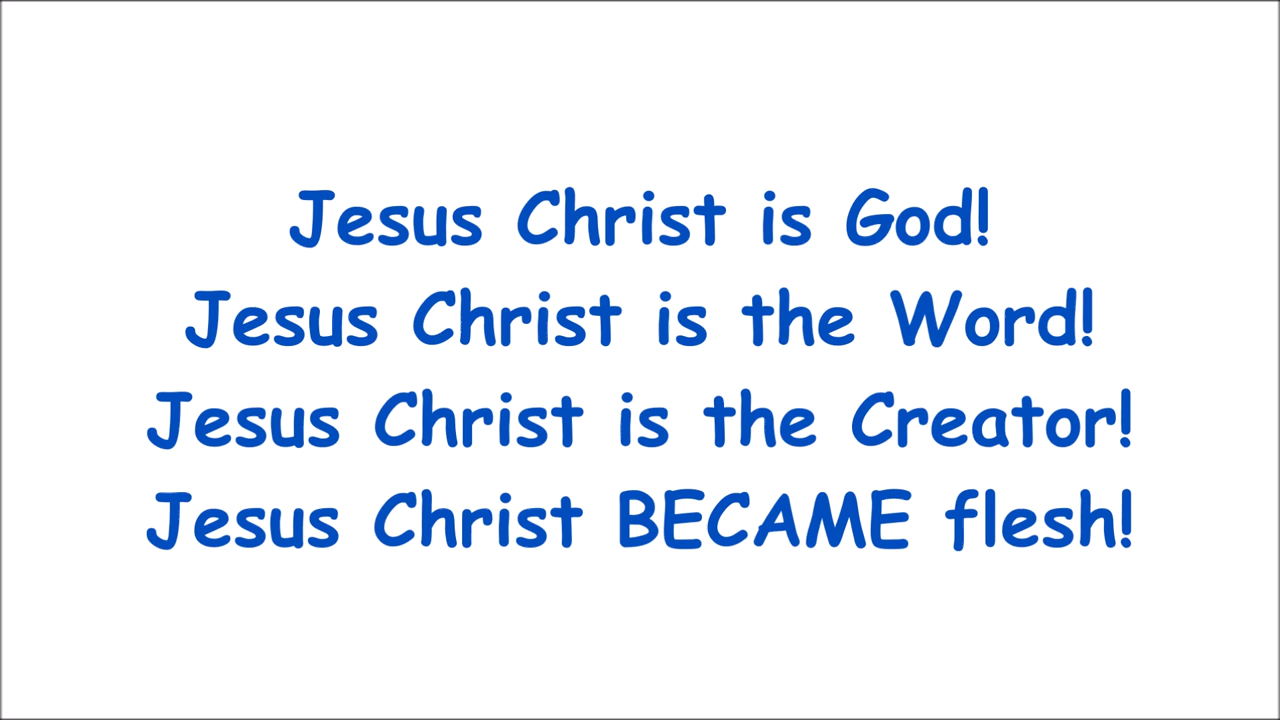 Jesus Christ is God!
Jesus Christ is the Word!
Jesus Christ is the Creator!
Jesus Christ BECAME flesh!